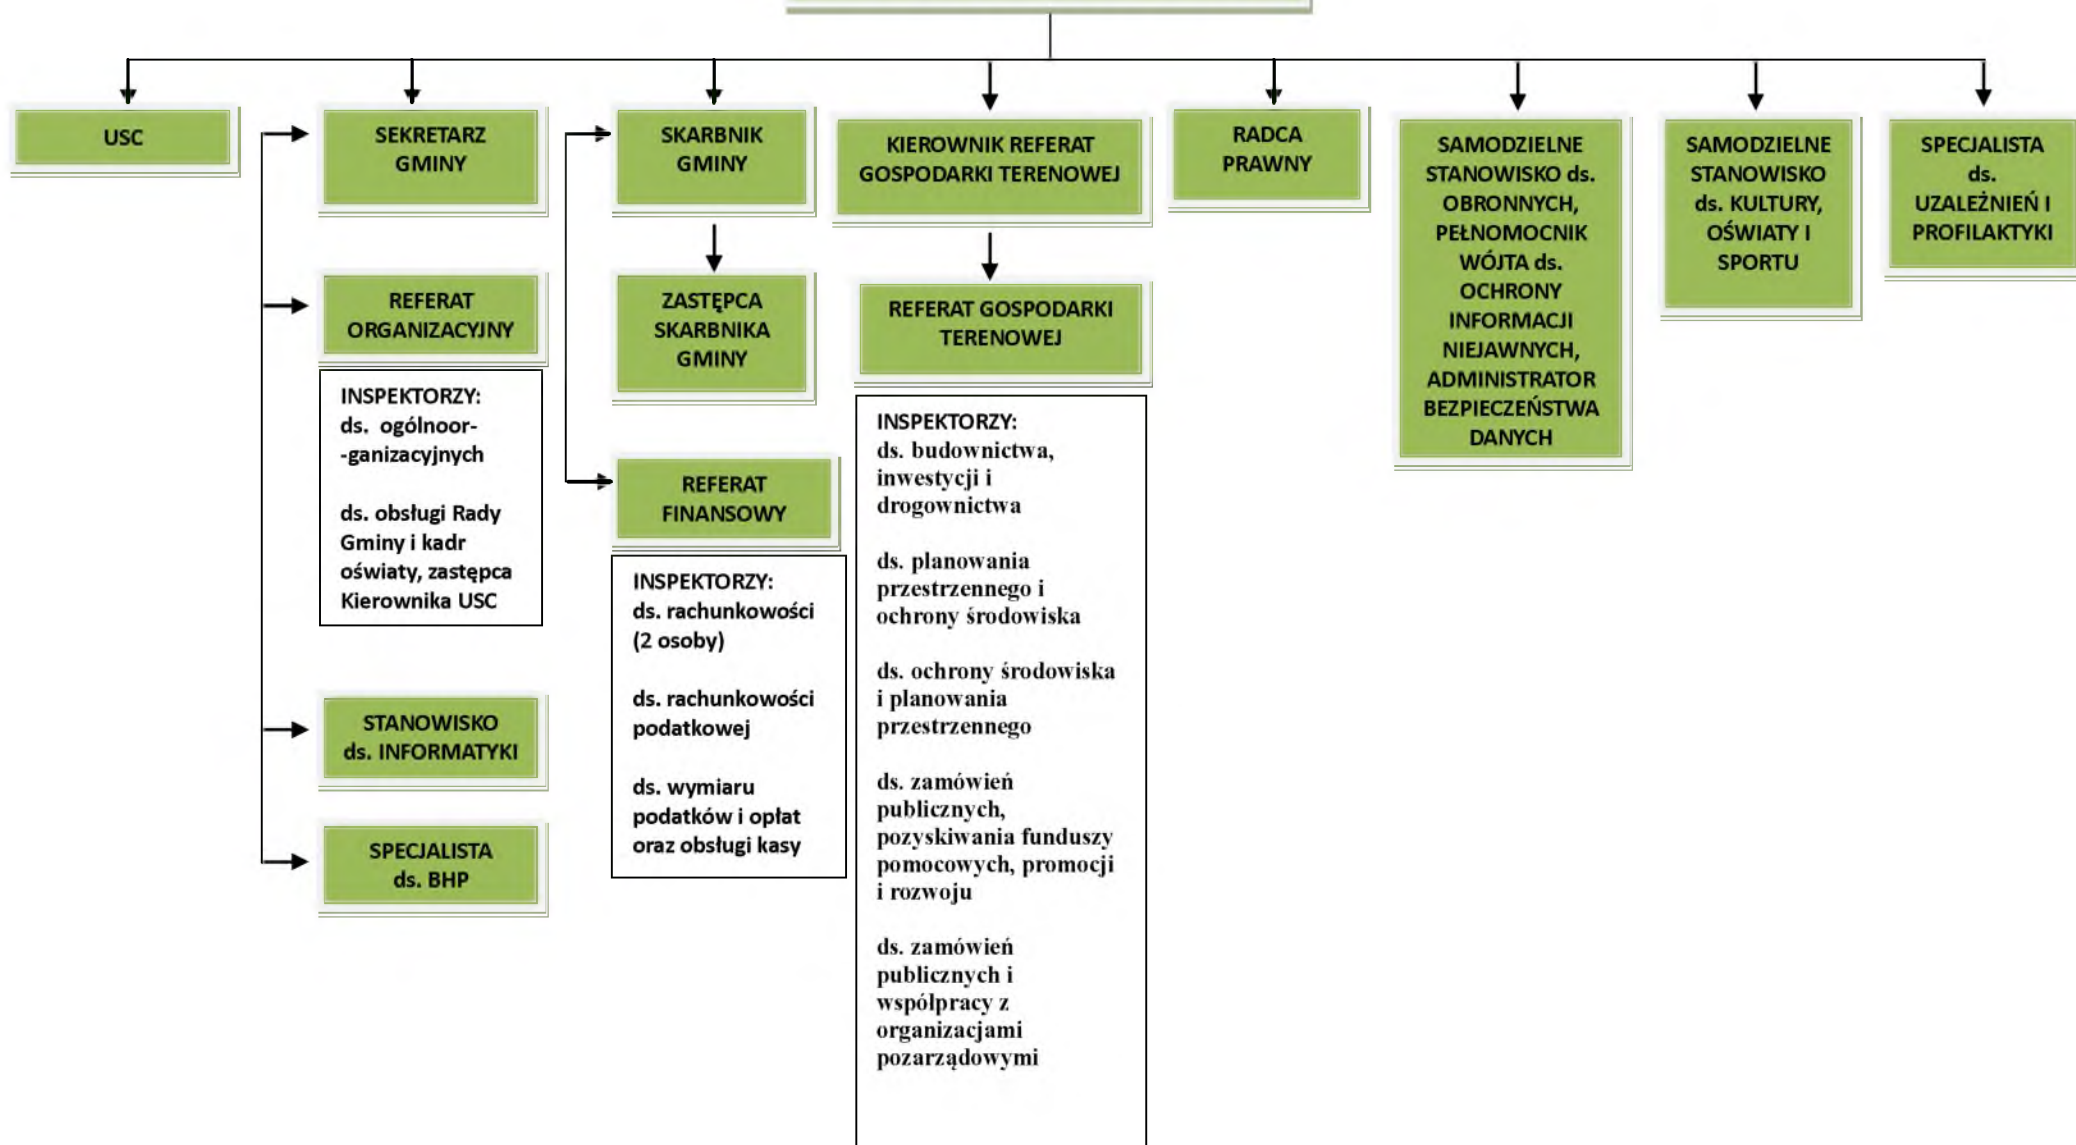 USC
SEKRETARZ
GMINY
SKARBNIK
GMINY
KIEROWNIK REFERAT
GOSPODARKI TERENOWEJ
RADCA
PRAWNY
SAMODZIELNE
STANOWISKO ds.
OBRONNYCH,
PEŁNOMOCNIK
WÓJTA ds.
OCHRONY
INFORMACJI
NIEJAWNYCH,
ADMINISTRATOR
BEZPIECZEŃSTWA
DANYCH
SAMODZIELNE
STANOWISKO
ds. KULTURY,
OŚWIATY I
SPORTU
SPECJALISTA
ds.
UZALEŻNIEŃ I
PROFILAKTYKI
REFERAT
ORGANIZACYJNY
INSPEKTORZY:
ds. ogólnoor-
-ganizacyjnych
ds. obsługi Rady
Gminy i kadr
oświaty, zastępca
Kierownika USC
STANOWISKO
ds. INFORMATYKI
SPECJALISTA
ds. BHP
ZASTĘPCA
SKARBNIKA
GMINY
REFERAT
FINANSOWY
INSPEKTORZY:
ds. rachunkowości
(2 osoby)
ds. rachunkowości
podatkowej
ds. wymiaru
podatków i opłat
oraz obsługi kasy
REFERAT GOSPODARKI
TERENOWEJ
INSPEKTORZY:
ds. budownictwa,
inwestycji i
drogownictwa
ds. planowania
przestrzennego i
ochrony środowiska
ds. ochrony środowiska
i planowania
przestrzennego
ds. zamówień
publicznych,
pozyskiwania funduszy
pomocowych, promocji
i rozwoju
ds. zamówień
publicznych i
współpracy z
organizacjami
pozarządowymi